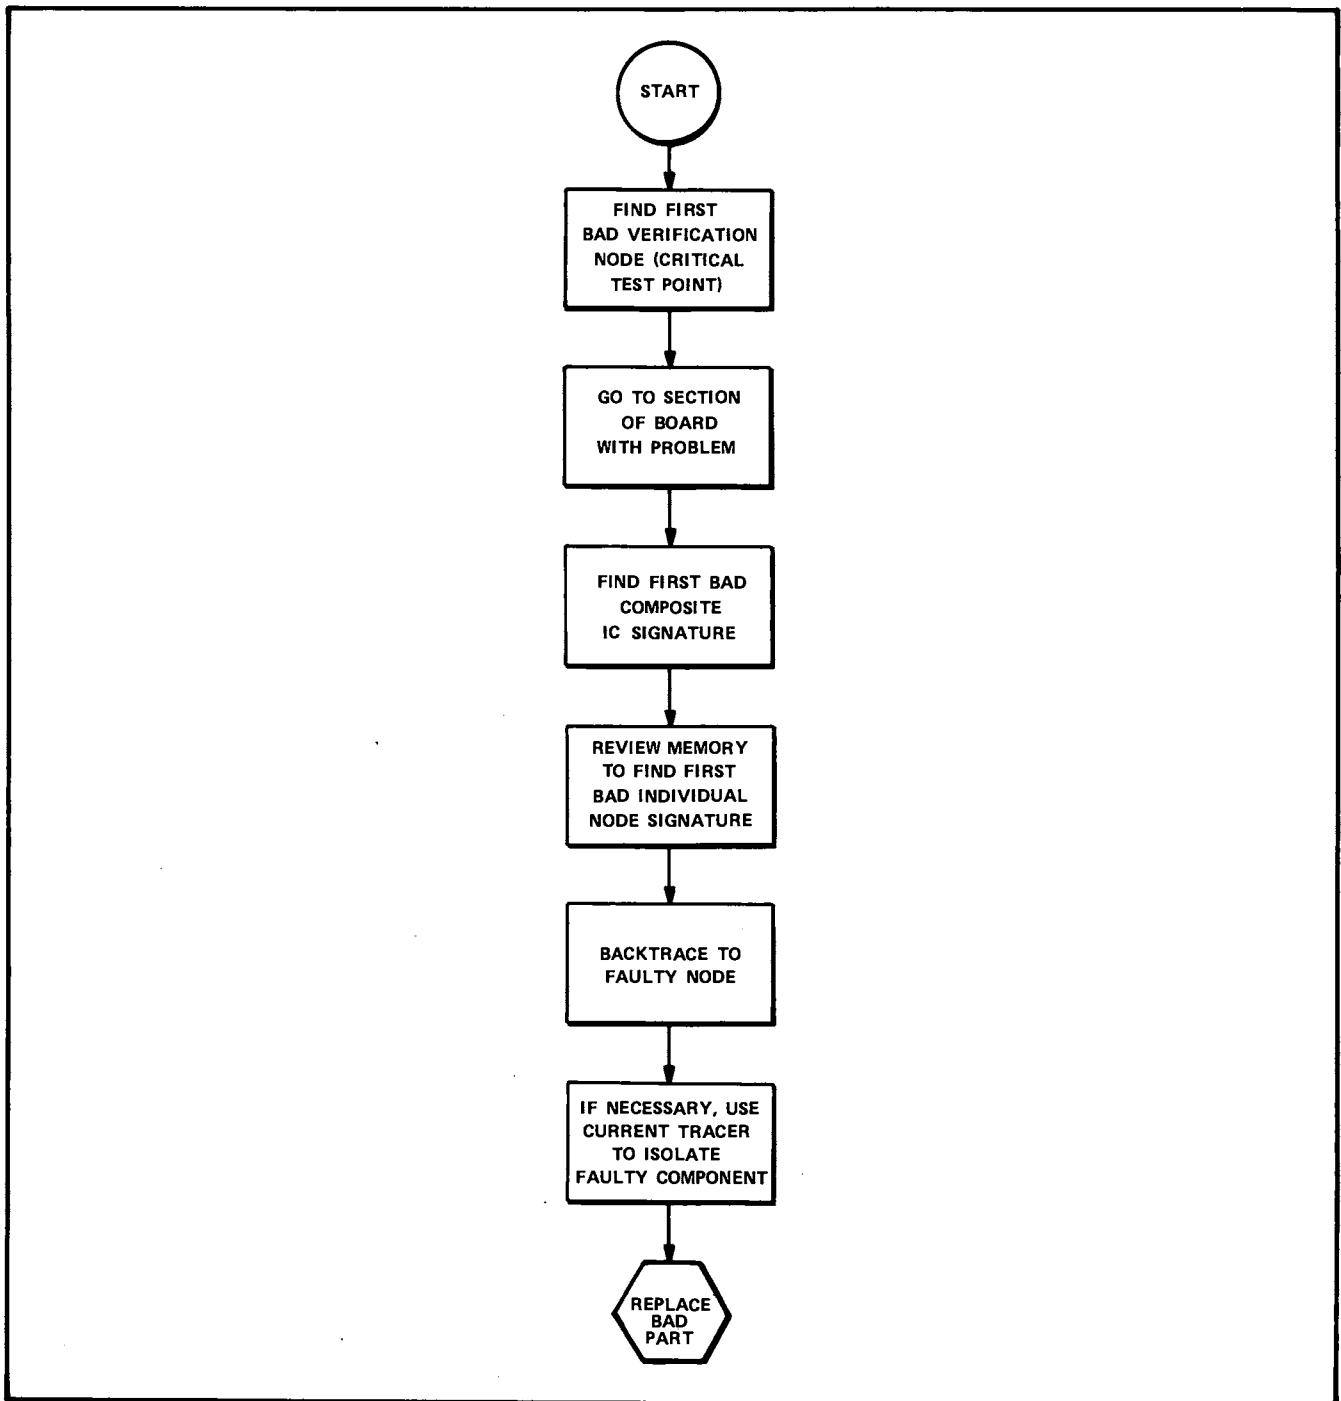 START
FIND FIRST
BAD VERIFICATION
NODE (CRITICAL
TEST POINT)
GO TO SECTION
OF BOARD
WITH PROBLEM
FIND FIRST BAD
COMPOSITE
IC SIGNATURE
REVIEW MEMORY
TO FIND FIRST
BAD INDIVIDUAL
NODE SIGNATURE
BACKTRACE TO
FAULTY NODE
IF NECESSARY, USE
CURRENT TRACER
TO ISOLATE
FAULTY COMPONENT
REPLACE
BAD
PART